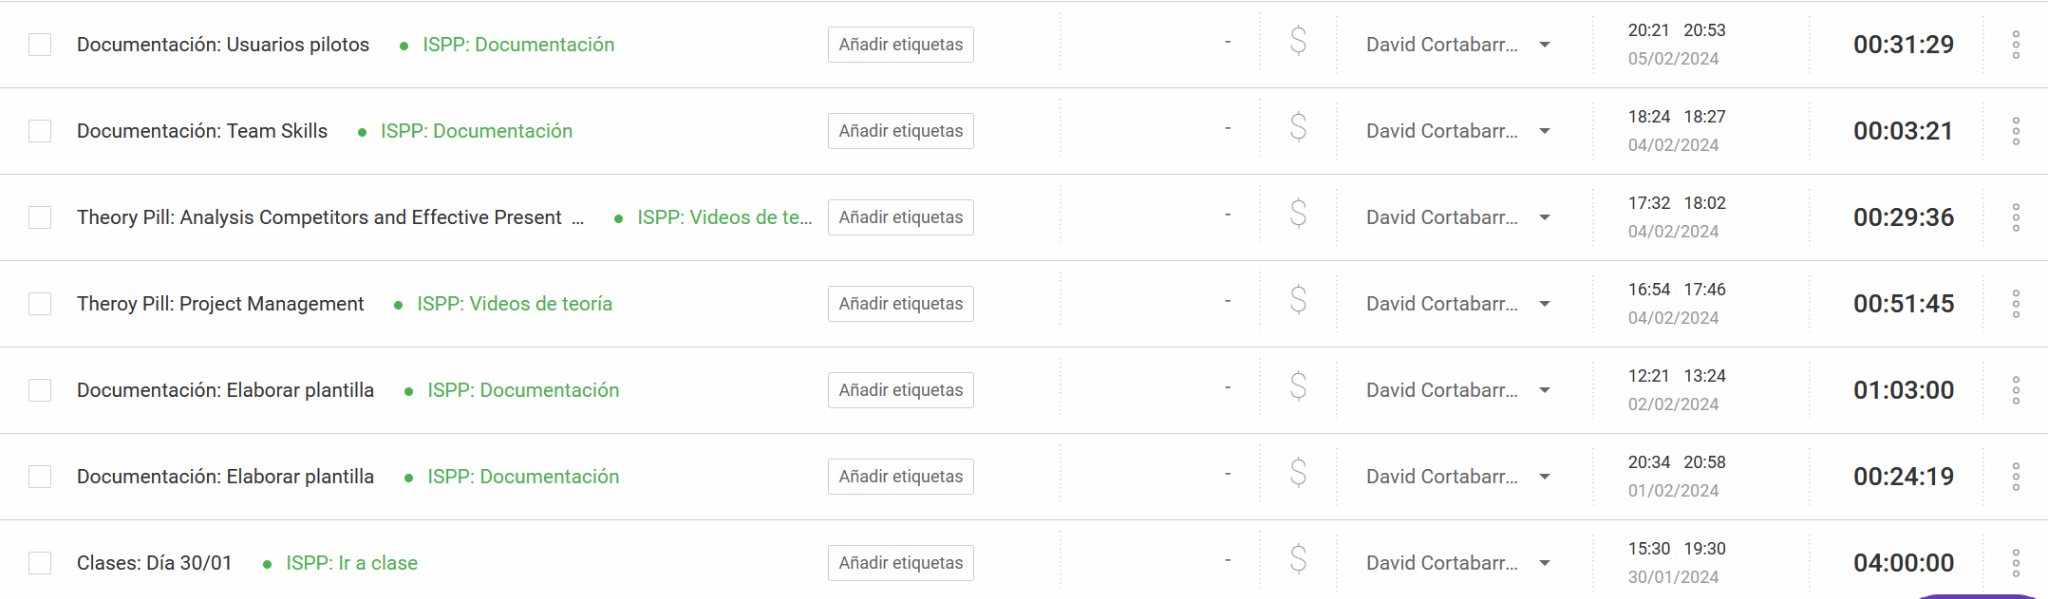 Documentación: Usuarios pilotos • ISPP: Documentación Añadir etiquetas - $ David Cortabarr... 20:21 20:53 00:31:29
05/02/2024
Documentación: Team Skills • ISPP: Documentación Añadir etiquetas - $ David Cortabarr... 18:24 18:27 00:03:21
04/02/2024
Theory Pill: Analysis Competitors and Effective Present ... • ISPP: Videos de te... Añadir etiquetas - $ David Cortabarr... 17:32 18:02 00:29:36
04/02/2024
Theroy Pill: Project Management • ISPP: Videos de teoría Añadir etiquetas - $ David Cortabarr... 16:54 17:46 00:51:45
04/02/2024
Documentación: Elaborar plantilla • ISPP: Documentación Añadir etiquetas - $ David Cortabarr... 12:21 13:24 01:03:00
02/02/2024
Documentación: Elaborar plantilla • ISPP: Documentación Añadir etiquetas - $ David Cortabarr... 20:34 20:58 00:24:19
01/02/2024
Clases: Día 30/01 • ISPP: Ir a clase Añadir etiquetas - $ David Cortabarr... 15:30 19:30 04:00:00
30/01/2024